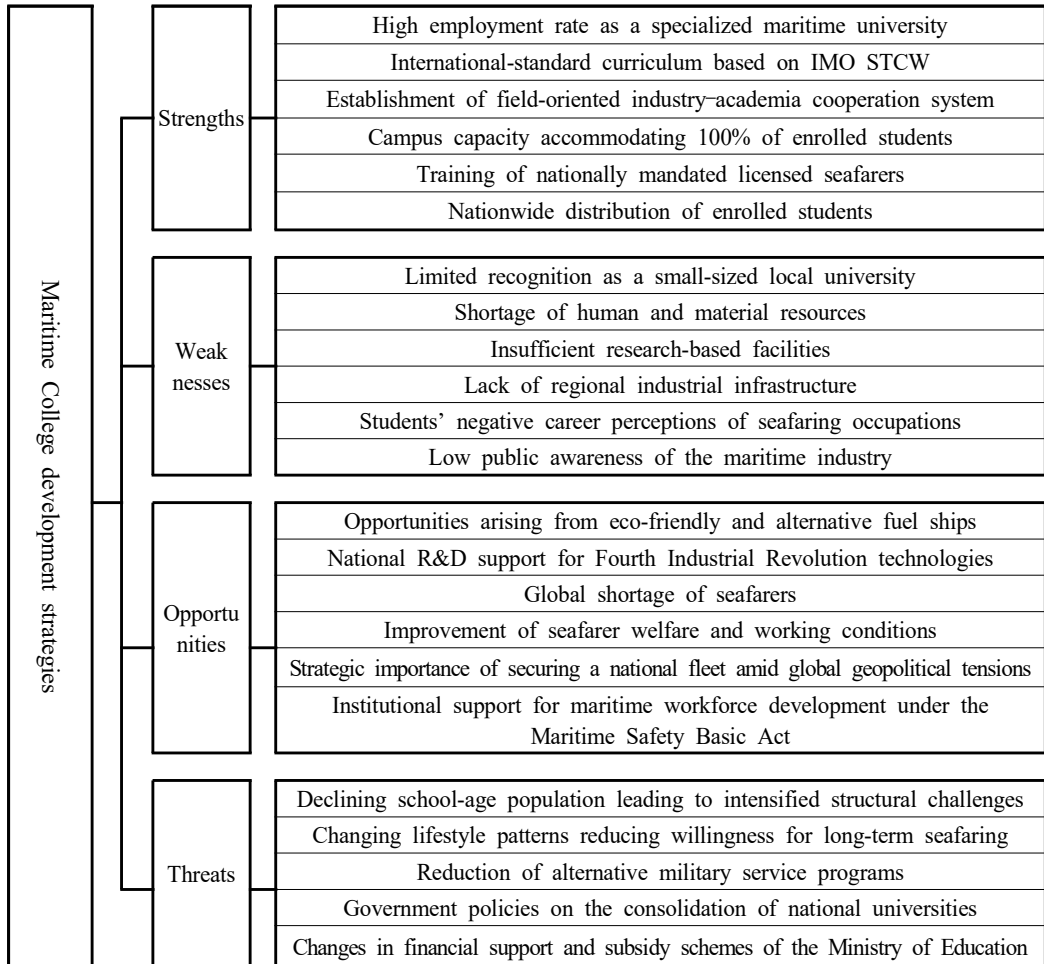 Maritime College development strategies
Strengths
High employment rate as a specialized maritime university
International-standard curriculum based on IMO STCW
Establishment of field-oriented industry–academia cooperation system
Campus capacity accommodating 100% of enrolled students
Training of nationally mandated licensed seafarers
Nationwide distribution of enrolled students
Weak
nesses
Limited recognition as a small-sized local university
Shortage of human and material resources
Insufficient research-based facilities
Lack of regional industrial infrastructure
Students’ negative career perceptions of seafaring occupations
Low public awareness of the maritime industry
Opportu
nities
Opportunities arising from eco-friendly and alternative fuel ships
National R&D support for Fourth Industrial Revolution technologies
Global shortage of seafarers
Improvement of seafarer welfare and working conditions
Strategic importance of securing a national fleet amid global geopolitical tensions
Institutional support for maritime workforce development under the
Maritime Safety Basic Act
Threats
Declining school-age population leading to intensified structural challenges
Changing lifestyle patterns reducing willingness for long-term seafaring
Reduction of alternative military service programs
Government policies on the consolidation of national universities
Changes in financial support and subsidy schemes of the Ministry of Education